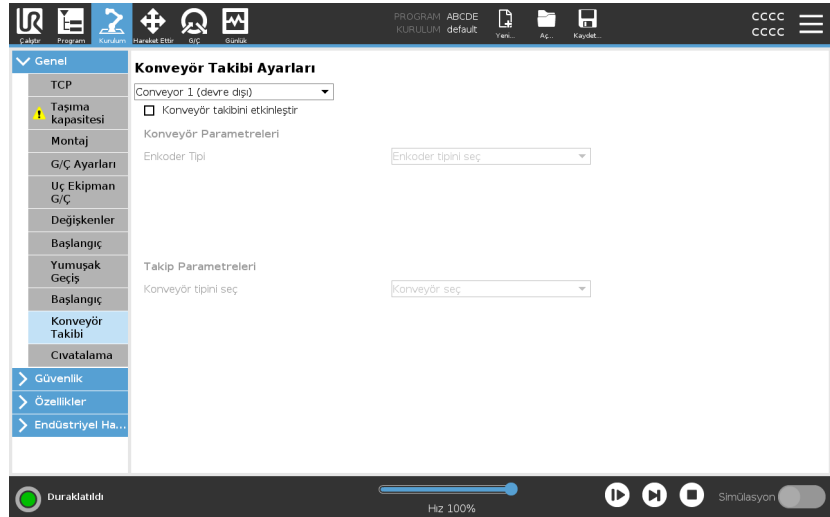 UR
PROGRAM ABCDE
KURULUM default
Çalıştır
Program
Kurulum
Hareket Ettir
G/Ç
Günlük
Yeni...
Aç...
Kaydet...
CCCC
CCCC
Genel
TCP
Taşıma
kapasitesi
Montaj
G/Ç Ayarları
Uç Ekipman
G/Ç
Değişkenler
Başlangıç
Yumuşak
Geçiş
Başlangıç
Konveyör
Takibi
Cıvatalama
Güvenlik
Özellikler
Endüstriyel Ha...
Konveyör Takibi Ayarları
Conveyor 1 (devre dışı)
Konveyör takibini etkinleştir
Konveyör Parametreleri
Enkoder Tipi
Enkoder tipini seç
Takip Parametreleri
Konveyör tipini seç
Konveyör seç
Duraklatıldı
Hız 100%
Simülasyon